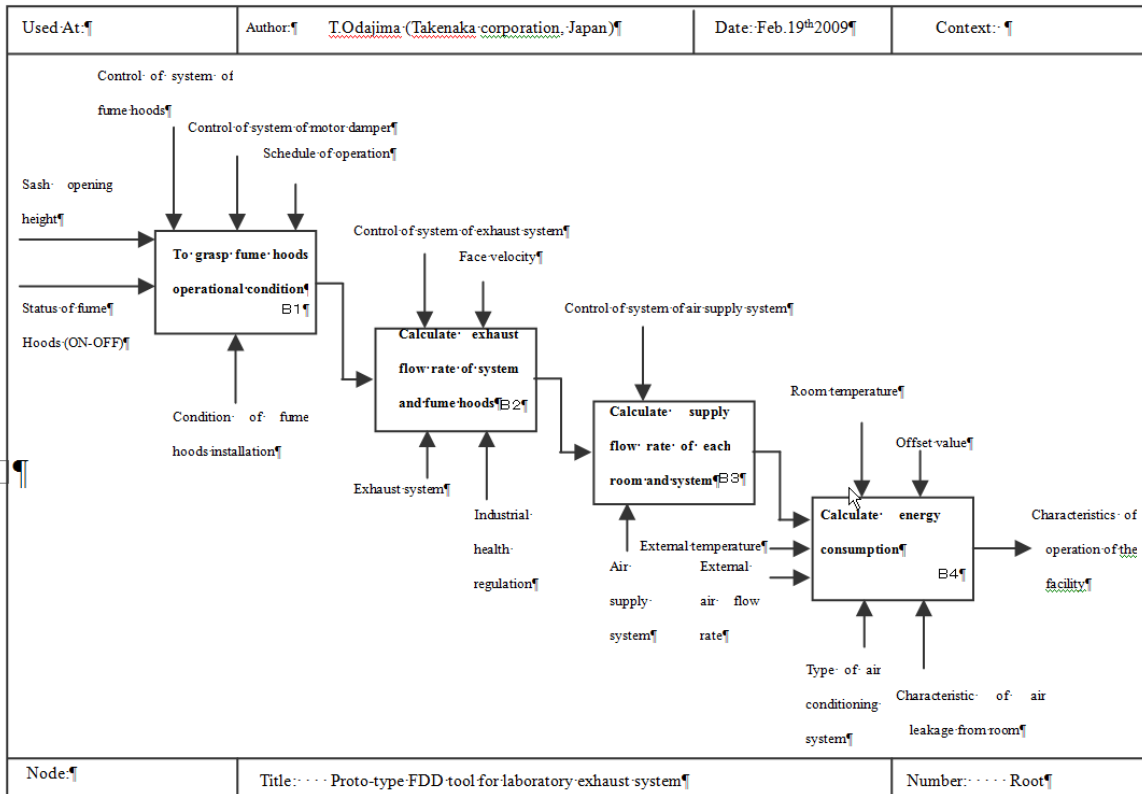 Used At:¶
Author:¶ T.Odajima (Takenaka corporation, Japan)¶
Date: Feb.19th2009¶
Context: ¶
Control of system of
fume hoods¶
Control of system of motor damper¶
Schedule of operation¶
Sash opening
height¶
To grasp fume hoods
operational condition¶
B1¶
Status of fume¶
Hoods (ON-OFF)¶
Condition of fume
hoods installation¶
Control of system of exhaust system¶
Face velocity¶
Calculate exhaust
flow rate of system
and fume hoods¶B2¶
Exhaust system¶
Industrial
health
regulation¶
Control of system of air supply system¶
Calculate supply
flow rate of each
room and system¶B3¶
Air
supply
system¶
Room temperature¶
Offset value¶
External temperature¶
External
air flow
rate¶
Calculate energy
consumption¶
B4¶
Characteristics of
operation of the
facility¶
Type of air
conditioning
system¶
Characteristic of air
leakage from room¶
¶
Node:¶
Title: Proto-type FDD tool for laboratory exhaust system¶
Number: Root¶